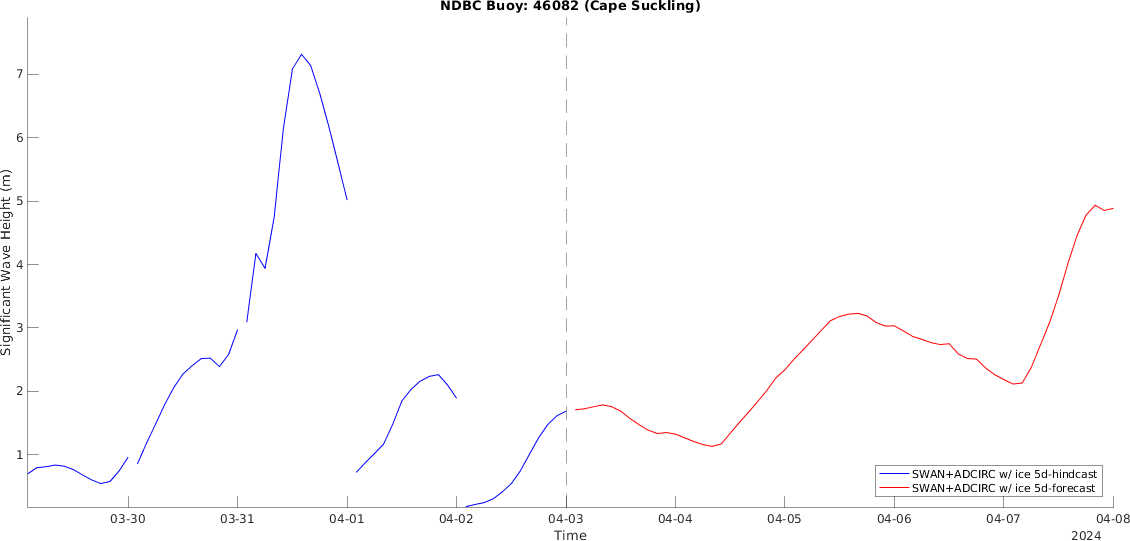 NDBC Buoy: 46082 (Cape Suckling)
Significant Wave Height (m)
7
6
5
4
3
2
1
SWAN+ADCIRC w/ ice 5d-hindcast
SWAN+ADCIRC w/ ice 5d-forecast
03-30 03-31 04-01 04-02 04-03 04-04 04-05 04-06 04-07 04-08
Time
2024